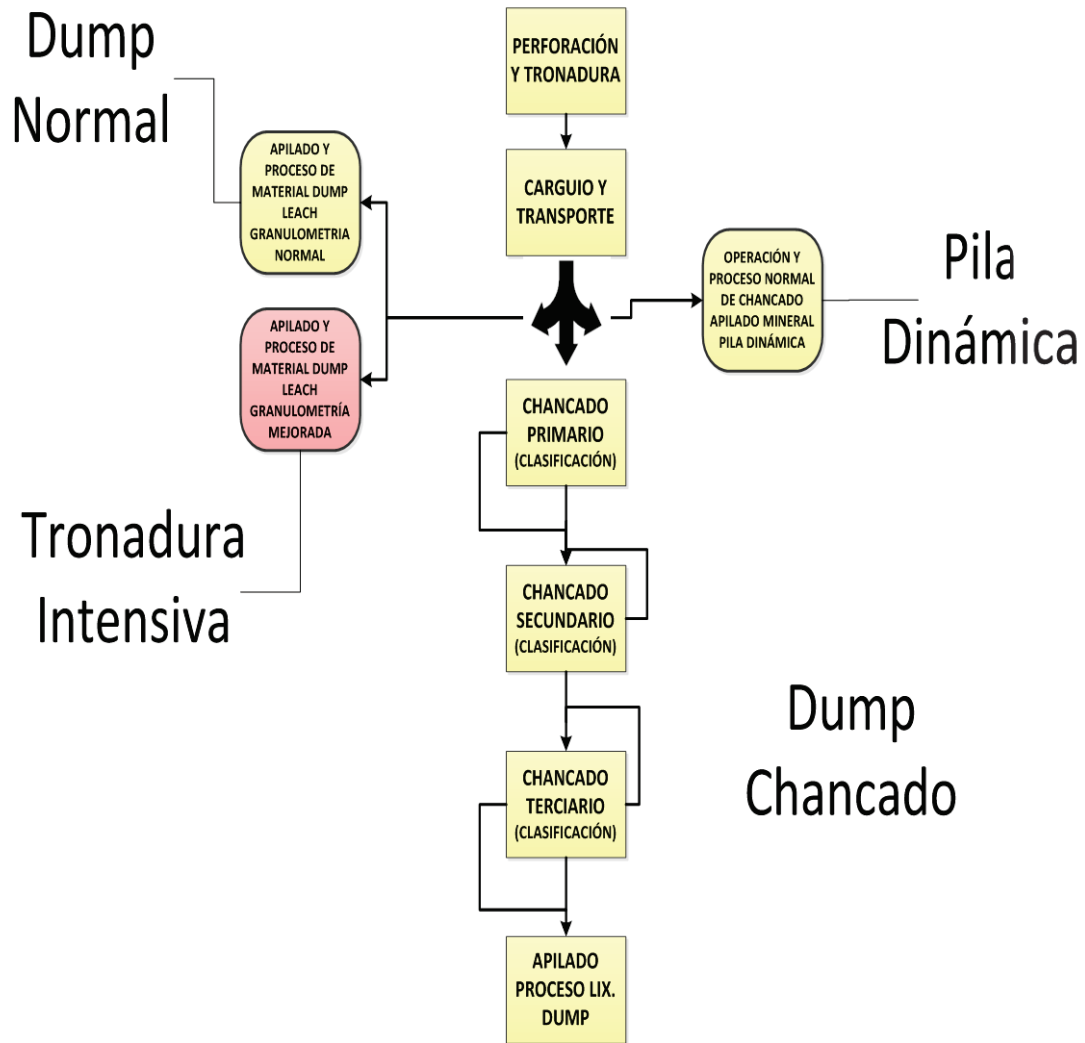 Dump
Normal
PERFORACIÓN
Y TRONADURA
APILADO Y
PROCESO DE
MATERIAL DUMP
LEACH
GRANULOMETRIA
NORMAL
CARGUIO Y
TRANSPORTE
OPERACIÓN Y
PROCESO NORMAL
DE CHANCADO
APILADO MINERAL
PILA DINÁMICA
Pila
Dinámica
APILADO Y
PROCESO DE
MATERIAL DUMP
LEACH
GRANULOMETRÍA
MEJORADA
CHANCADO
PRIMARIO
(CLASIFICACIÓN)
Tronadura
Intensiva
CHANCADO
SECUNDARIO
(CLASIFICACIÓN)
Dump
Chancado
CHANCADO
TERCIARIO
(CLASIFICACIÓN)
APILADO
PROCESO LIX.
DUMP